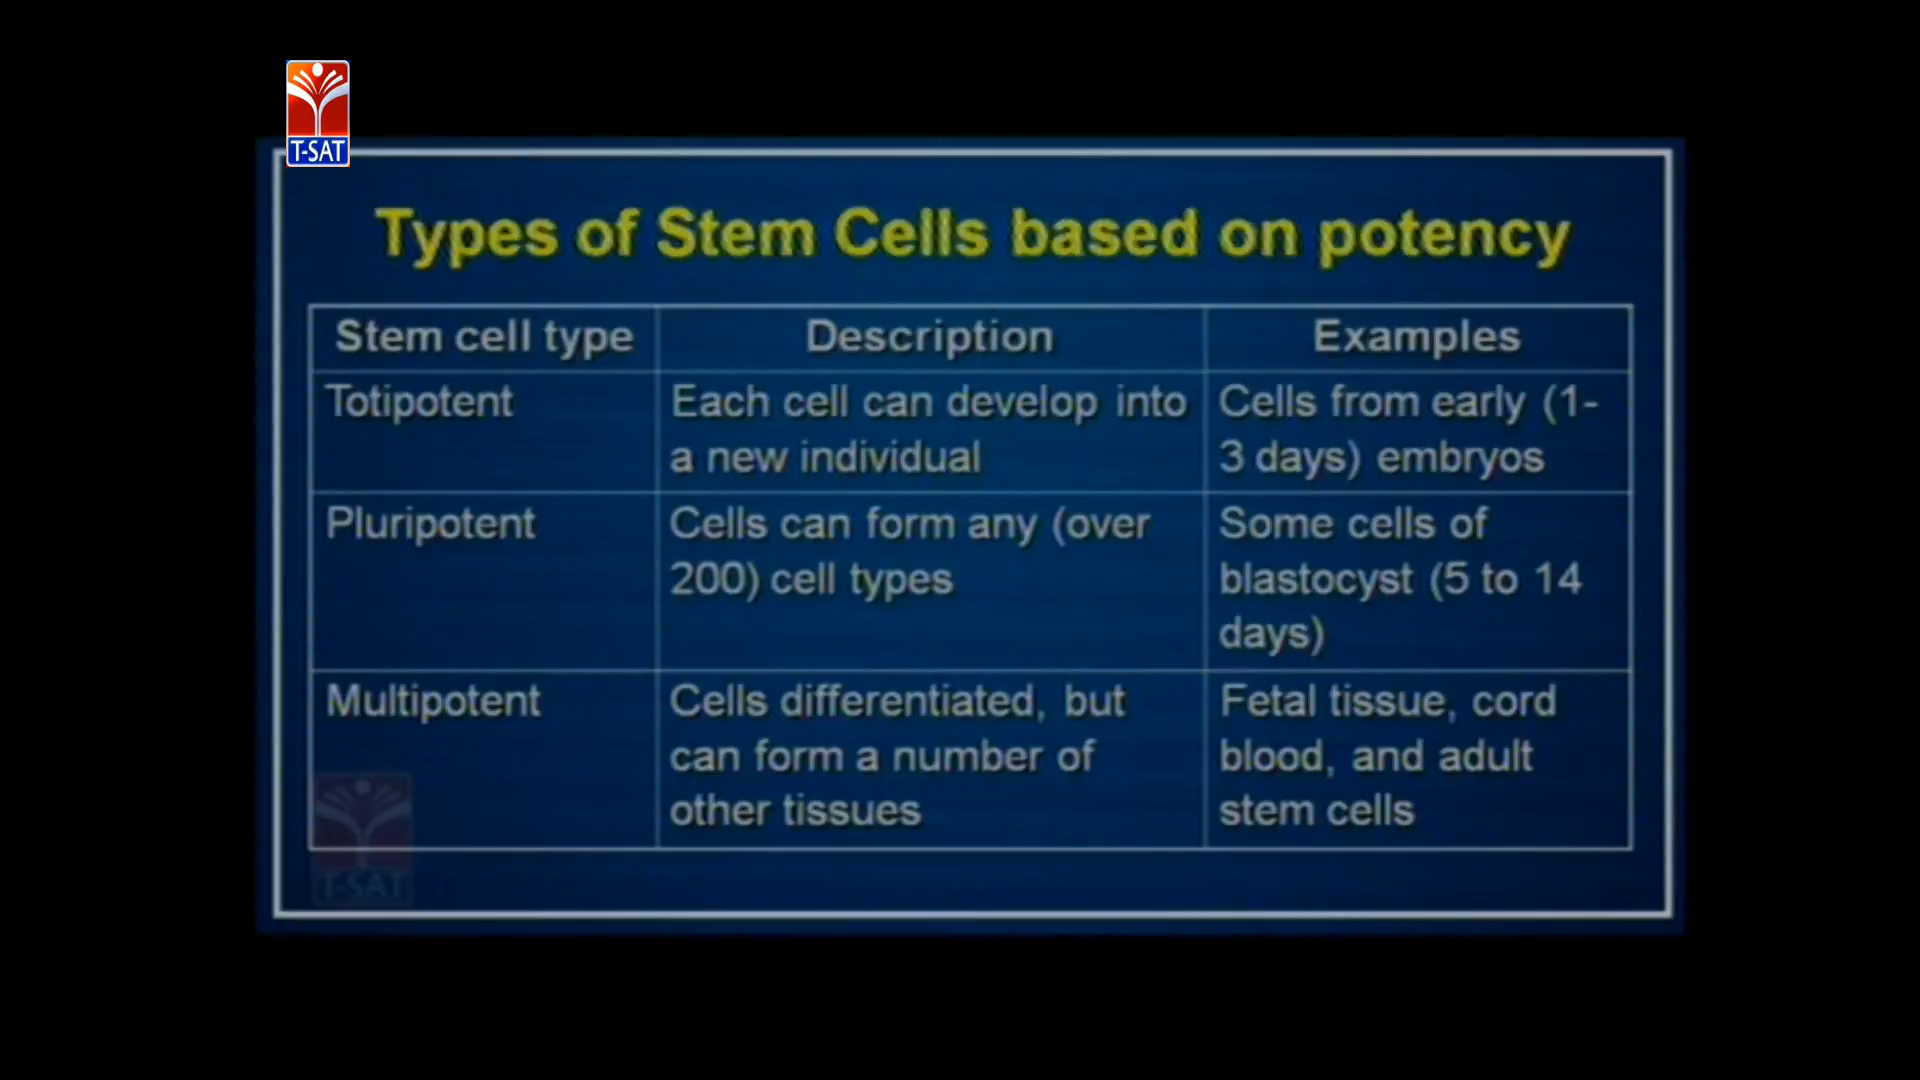 T-SAT
Types of Stem Cells based on potency
Stem cell type
Description
Examples
Totipotent
Each cell can develop into
a new individual
Cells from early (1-
3 days) embryos
Pluripotent
Cells can form any (over
200) cell types
Some cells of
blastocyst (5 to 14
days)
Multipotent
Cells differentiated, but
can form a number of
other tissues
Fetal tissue, cord
blood, and adult
stem cells
T-SAT